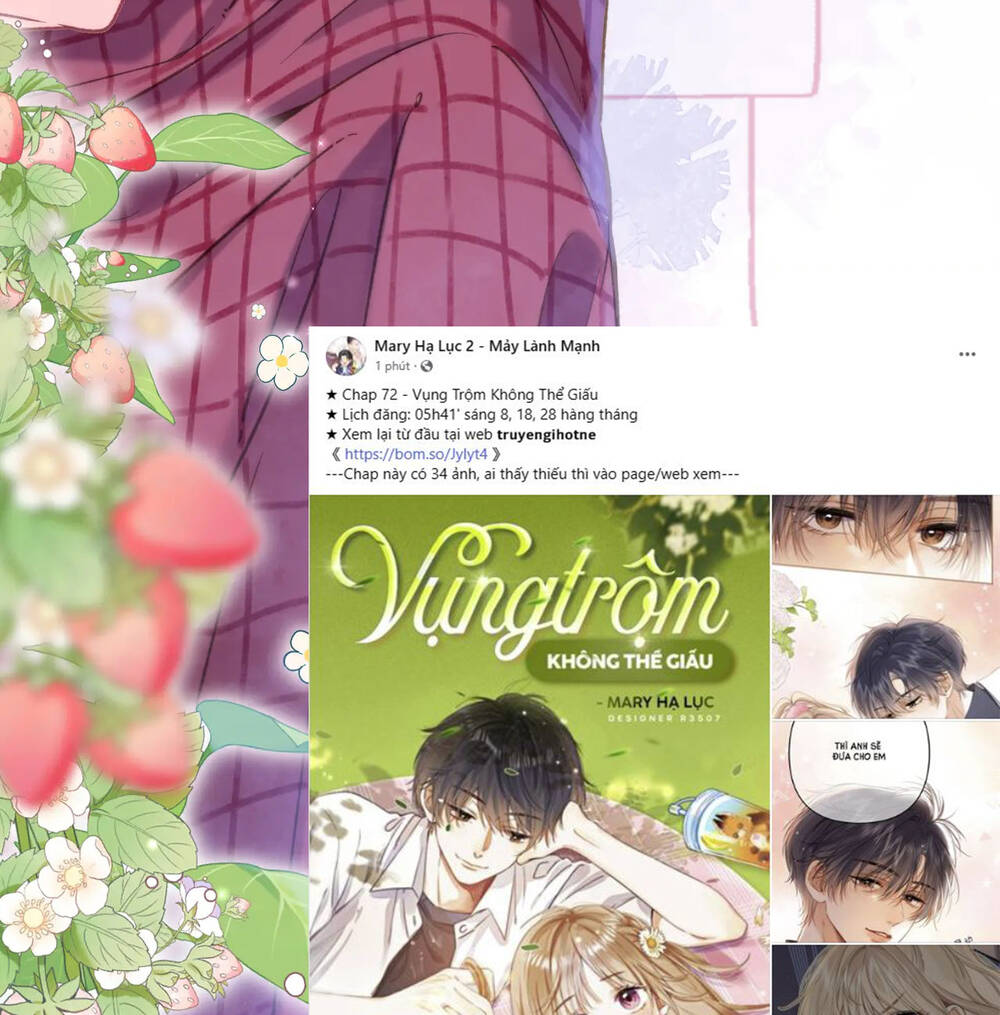 Mary Hạ Lục 2 - Mảy Lành Mạnh
1 phút ·
★ Chap 72 - Vụng Trộm Không Thể Giấu
★ Lịch đăng: 05h41' sáng 8, 18, 28 hàng tháng
★ Xem lại từ đầu tại web truyengihotne
《 https://bom.so/Jylyt4 》
---Chap này có 34 ảnh, ai thấy thiếu thì vào page/web xem---
Vụng trộm
KHÔNG THỂ GIẤU
- MARY HẠ LỤC
DESIGNER R3507
THÌ ANH SẼ
ĐƯA CHO EM